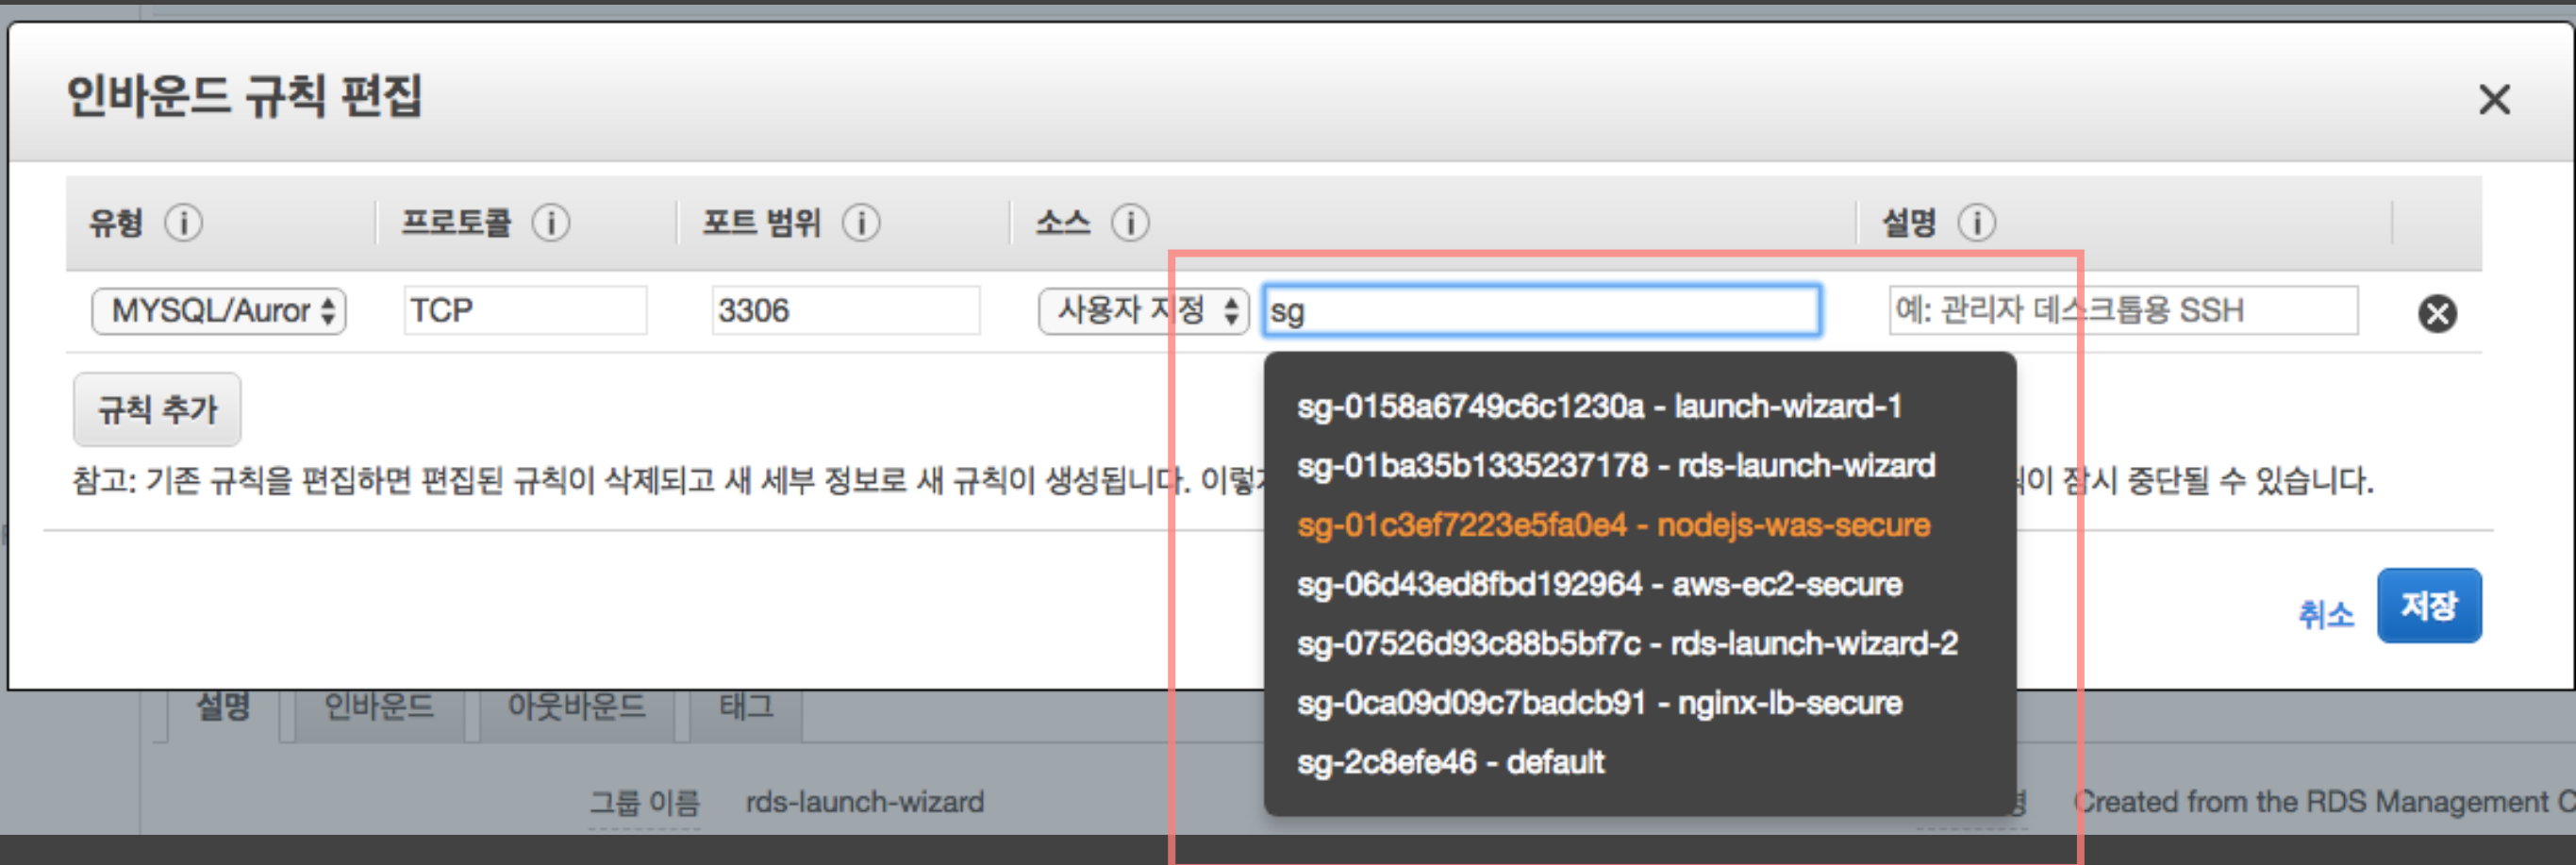 인바운드 규칙 편집
유형 프로토콜 포트 범위 소스 설명
MYSQL/Auror TCP 3306 사용자 지정 sg 예: 관리자 데스크톱용 SSH
규칙 추가
sg-0158a6749c6c1230a - launch-wizard-1
sg-01ba35b1335237178 - rds-launch-wizard
sg-01c3ef7223e5fa0e4 - nodejs-was-secure
sg-06d43ed8fbd192964 - aws-ec2-secure
sg-07526d93c88b5bf7c - rds-launch-wizard-2
sg-0ca09d09c7badcb91 - nginx-lb-secure
sg-2c8efe46 - default
참고: 기존 규칙을 편집하면 편집된 규칙이 삭제되고 새 세부 정보로 새 규칙이 생성됩니다. 잠시 중단될 수 있습니다.
취소 저장
설명 인바운드 아웃바운드 태그
그룹 이름 rds-launch-wizard Created from the RDS Management